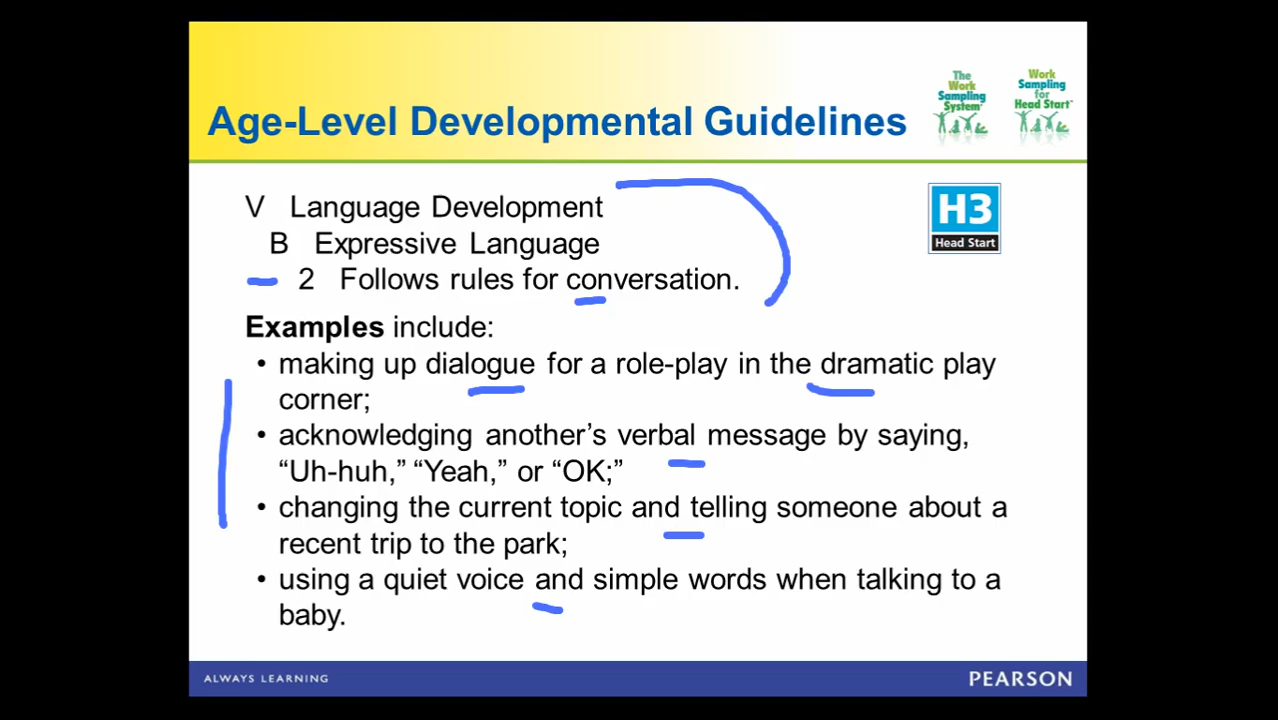 The
Work
Sampling
System™
Work
Sampling
for
Head Start™
Age-Level Developmental Guidelines
H3
Head Start
V Language Development
B Expressive Language
2 Follows rules for conversation.
Examples include:
• making up dialogue for a role-play in the dramatic play
corner;
• acknowledging another’s verbal message by saying,
“Uh-huh,” “Yeah,” or “OK;”
• changing the current topic and telling someone about a
recent trip to the park;
• using a quiet voice and simple words when talking to a
baby.
ALWAYS LEARNING
PEARSON